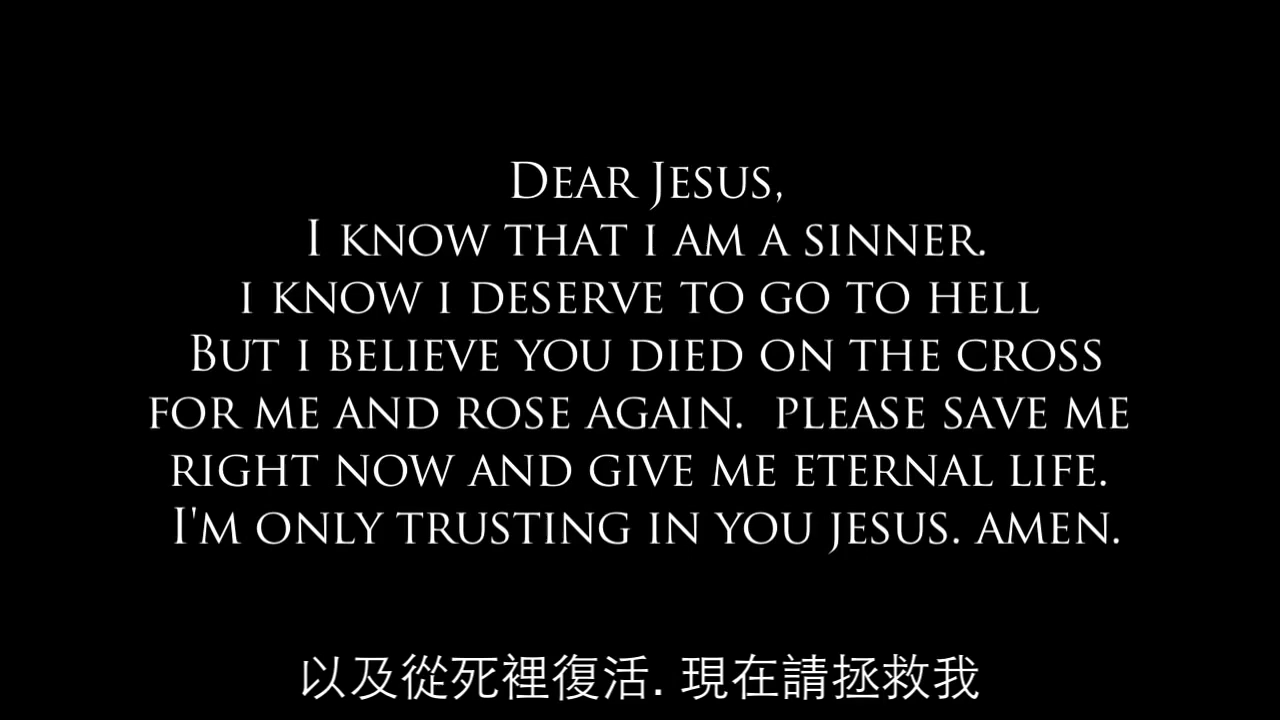 Dear Jesus,
I know that i am a sinner.
i know i deserve to go to hell
But i believe you died on the cross
for me and rose again.  please save me
right now and give me eternal life.
I'm only trusting in you jesus. amen.
以及從死裡復活. 現在請拯救我